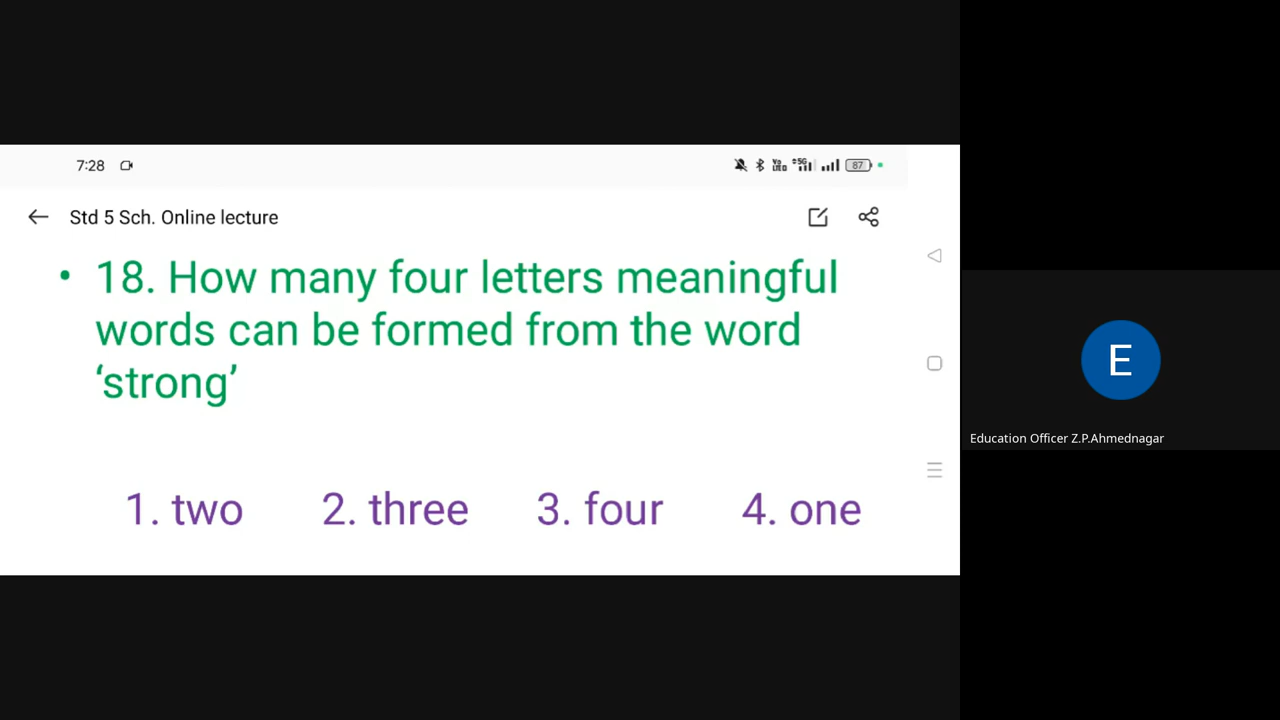 7:28
87
Std 5 Sch. Online lecture
• 18. How many four letters meaningful
words can be formed from the word
‘strong’
1. two 2. three 3. four 4. one
E
Education Officer Z.P.Ahmednagar